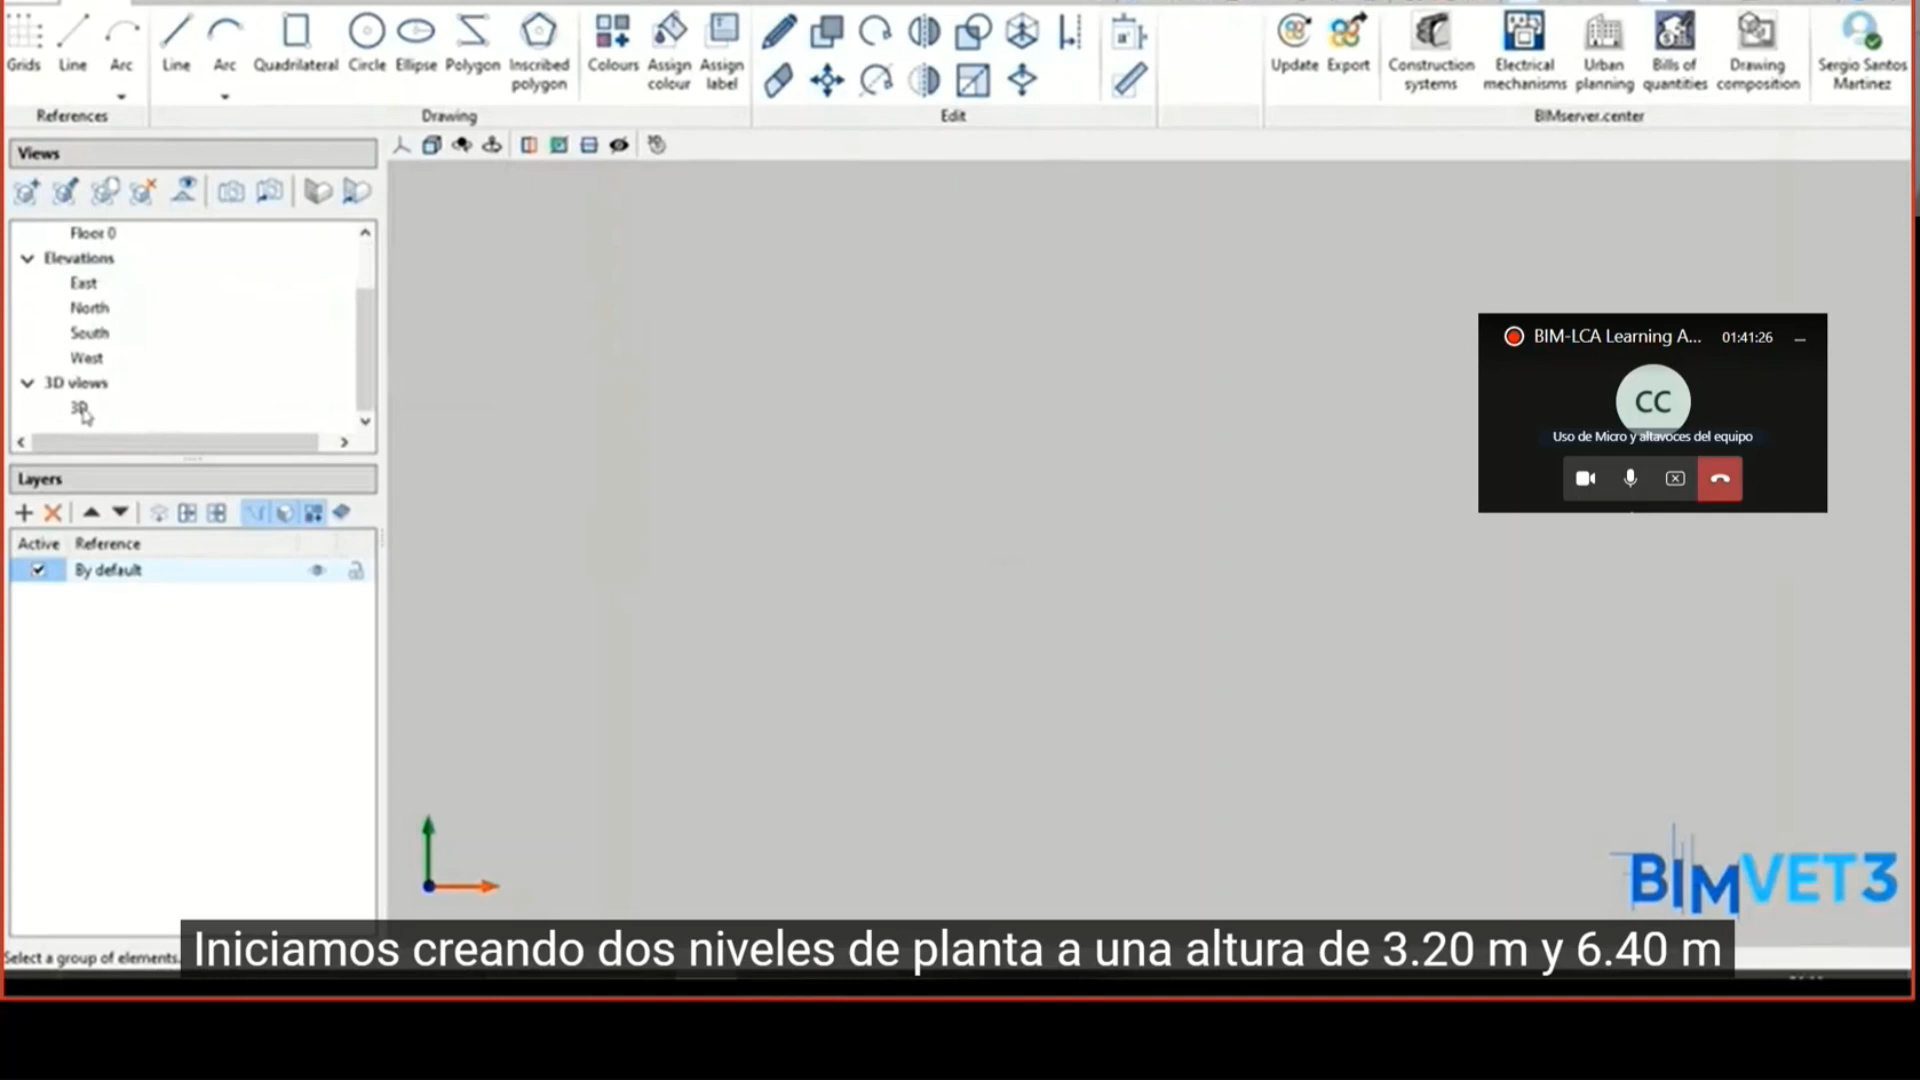 Grids
Line
Arc
Line
Arc
Quadrilateral
Circle
Ellipse
Polygon
Inscribed
polygon
Colours
Assign
colour
Assign
label
Update
Export
Construction
systems
Electrical
mechanisms
Urban
planning
Bills of
quantities
Drawing
composition
Sergio Santos
Martinez
References
Drawing
Edit
BIMserver.center
Views
Floor 0
Elevations
East
North
South
West
3D views
3D
Layers
Active
Reference
By default
BIM-LCA Learning A...
01:41:26
CC
Uso de Micro y altavoces del equipo
BIMVET3
Select a group of elements.
Iniciamos creando dos niveles de planta a una altura de 3.20 m y 6.40 m